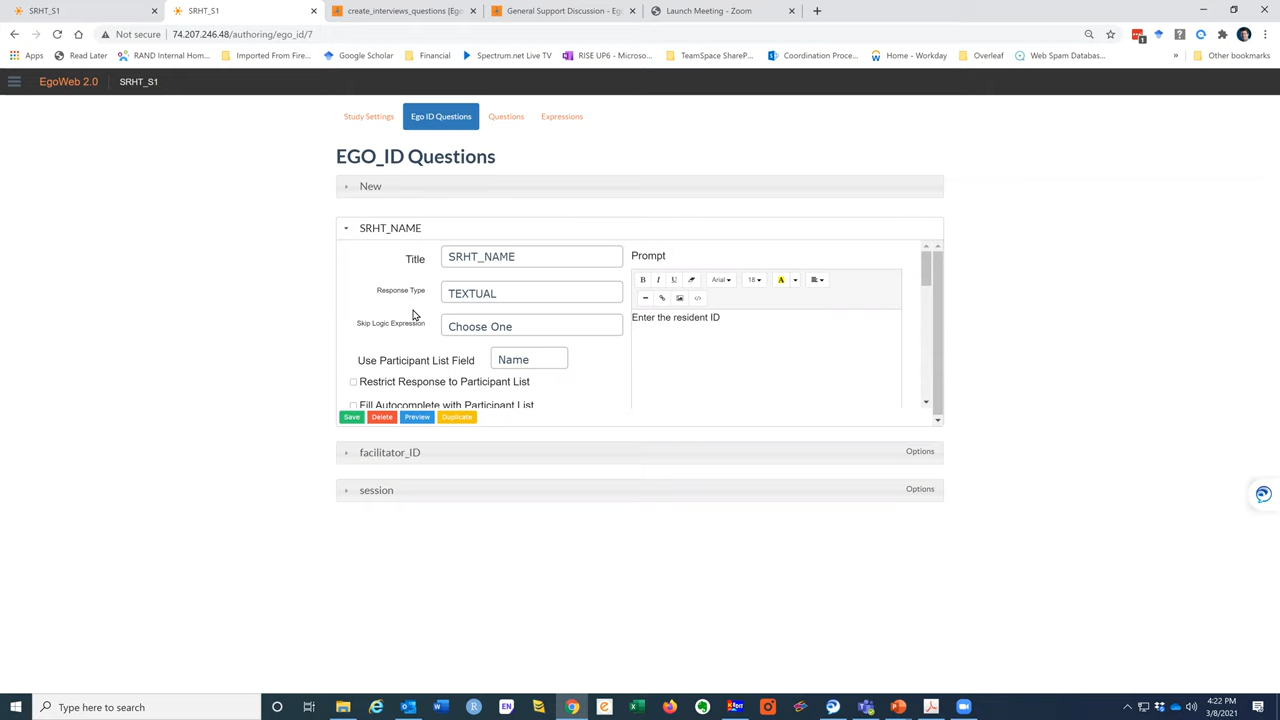 SRHT_S1
SRHT_S1
create_interviews_questions [Eg
General Support Discussion - Eg
Launch Meeting - Zoom
Not secure
74.207.246.48/authoring/ego_id/7
Apps
Read Later
RAND Internal Hom...
Imported From Fire...
Google Scholar
Financial
Spectrum.net Live TV
RISE UP6 - Microso...
TeamSpace ShareP...
Coordination Proce...
Home - Workday
Overleaf
Web Spam Databas...
»
Other bookmarks
EgoWeb 2.0
SRHT_S1
Study Settings
Ego ID Questions
Questions
Expressions
EGO_ID Questions
New
SRHT_NAME
Title
SRHT_NAME
Response Type
TEXTUAL
Skip Logic Expression
Choose One
Use Participant List Field
Name
Restrict Response to Participant List
Fill Autocomplete with Participant List
Prompt
B
I
U
Arial
18
A
Enter the resident ID
Save
Delete
Preview
Duplicate
facilitator_ID
Options
session
Options
Type here to search
4:22 PM
3/8/2021